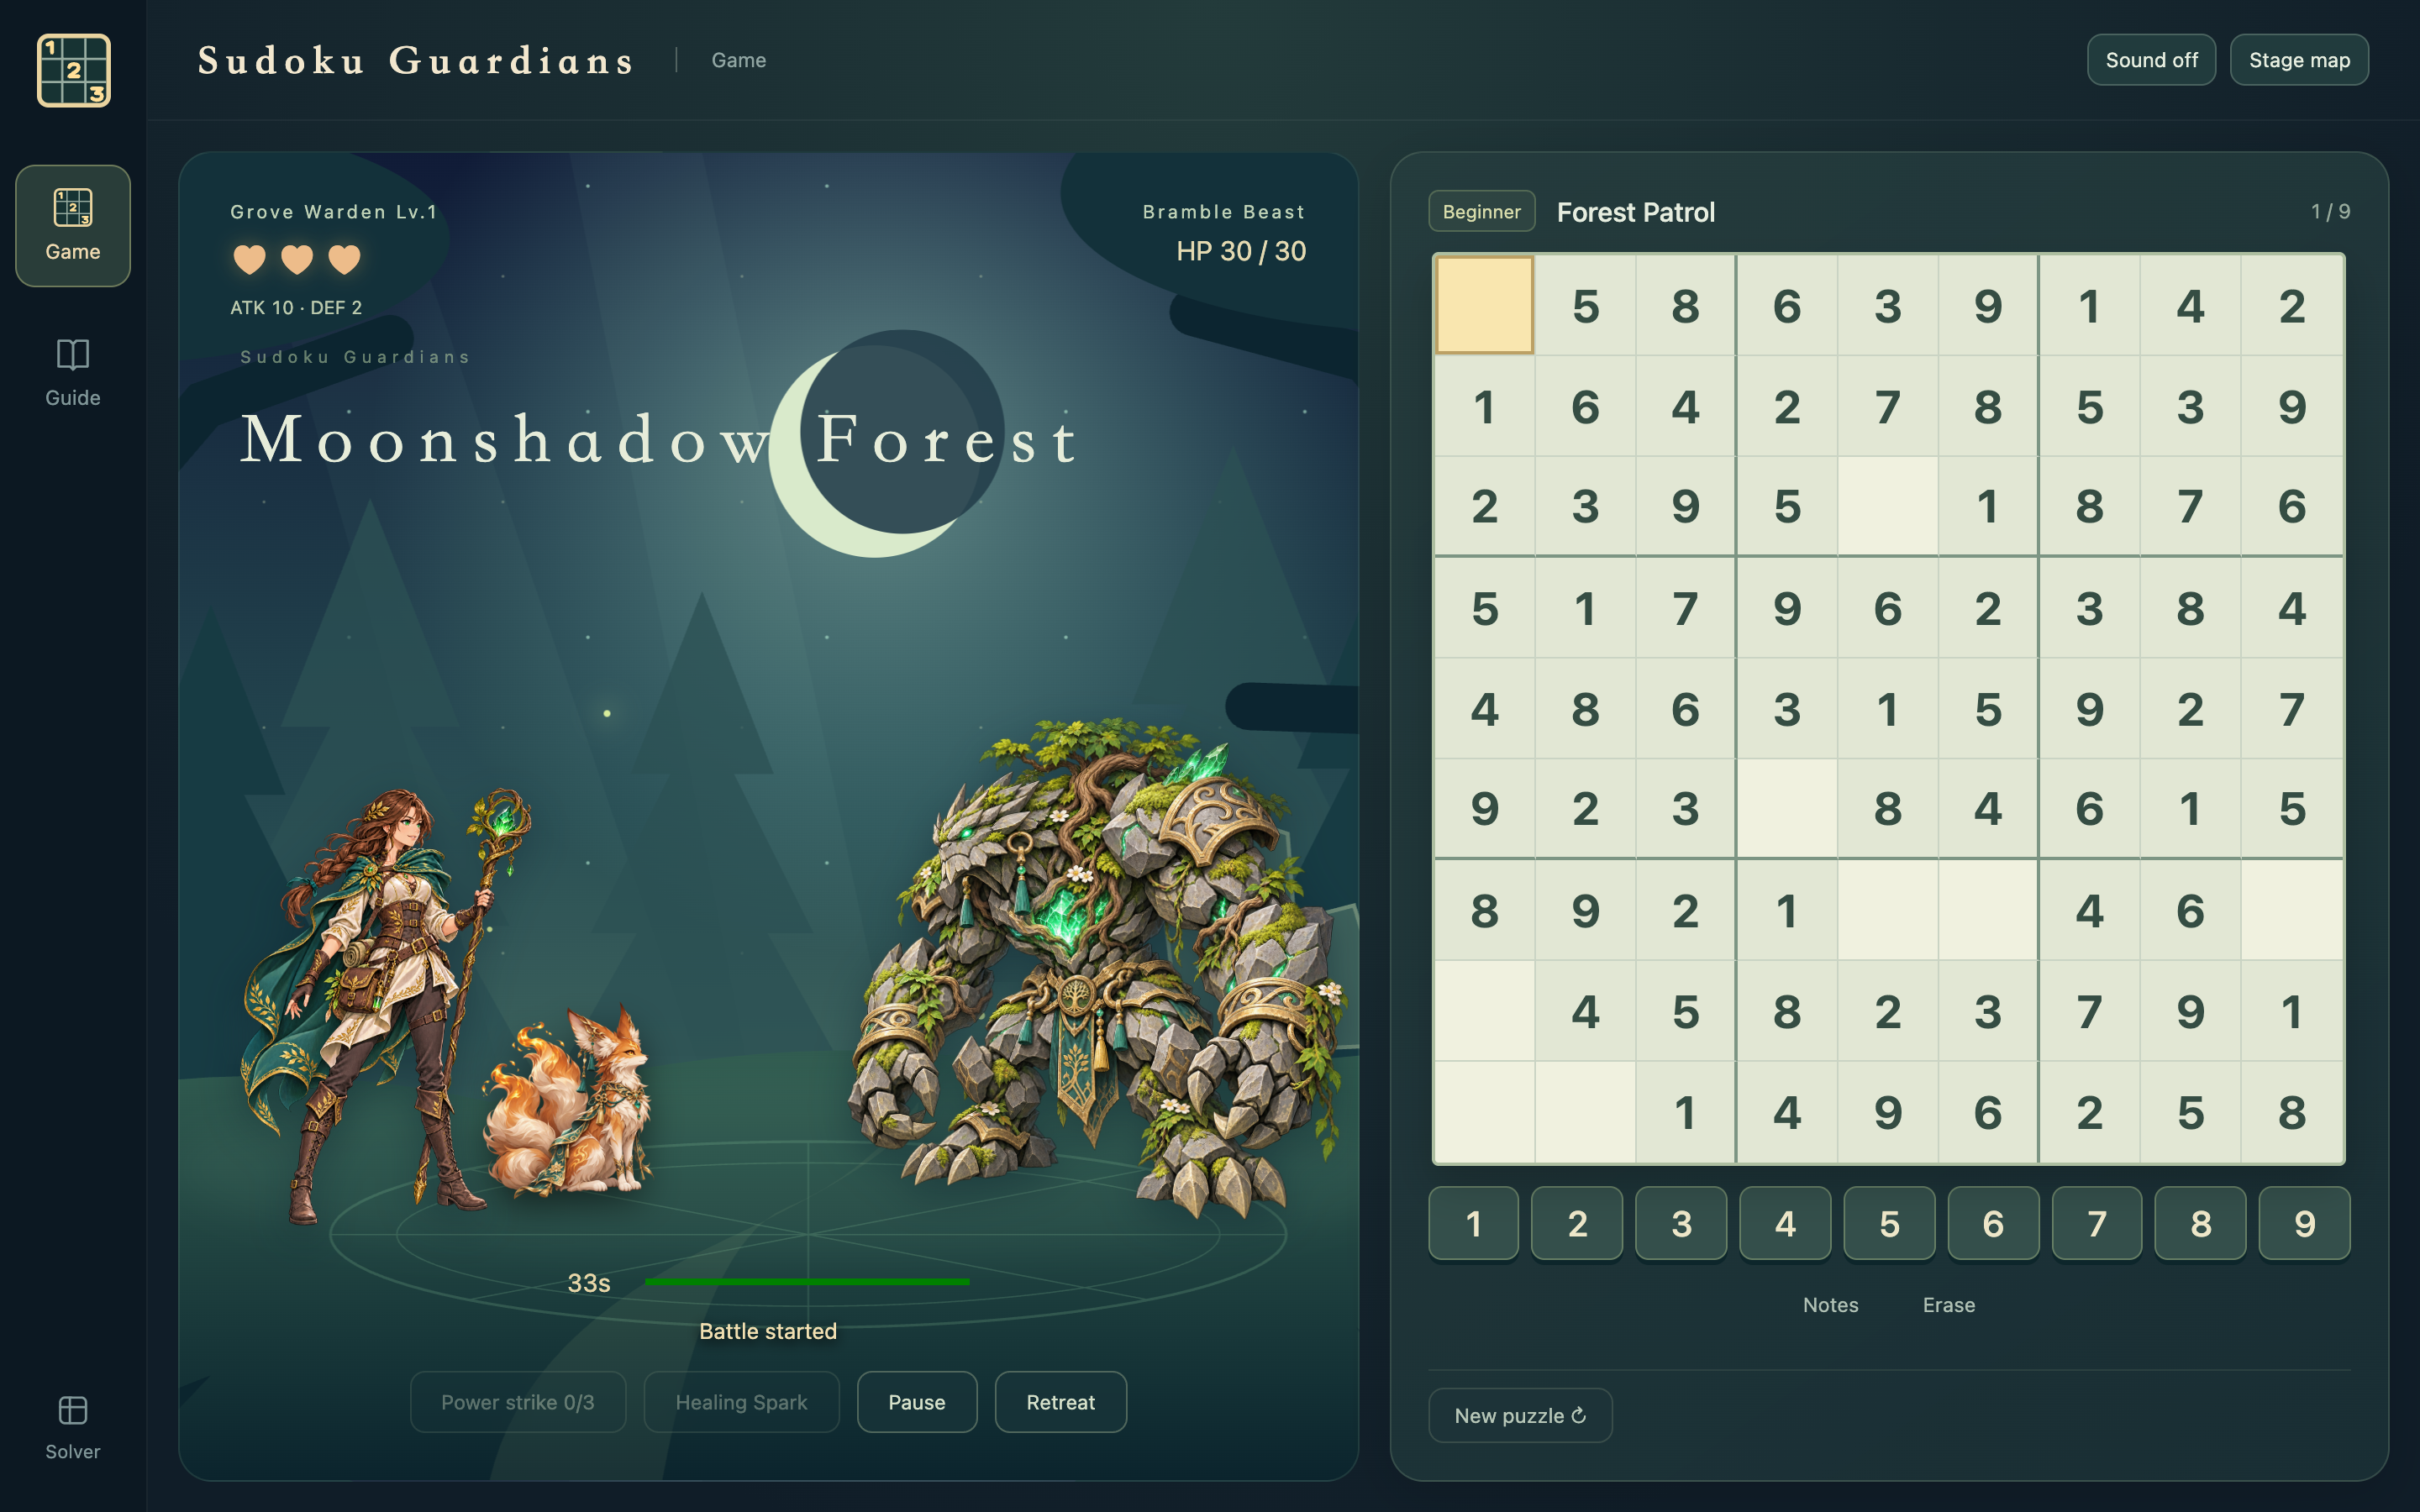 1
2
3
Sudoku Guardians
Game
Sound off
Stage map
1
2
3
Game
Guide
Solver
Grove Warden Lv.1
ATK 10 · DEF 2
Bramble Beast
HP 30 / 30
Sudoku Guardians
Moonshadow Forest
33s
Battle started
Power strike 0/3
Healing Spark
Pause
Retreat
Beginner
Forest Patrol
1 / 9
5 8 6 3 9 1 4 2
1 6 4 2 7 8 5 3 9
2 3 9 5 1 8 7 6
5 1 7 9 6 2 3 8 4
4 8 6 3 1 5 9 2 7
9 2 3 8 4 6 1 5
8 9 2 1 4 6
4 5 8 2 3 7 9 1
1 4 9 6 2 5 8
1 2 3 4 5 6 7 8 9
Notes
Erase
New puzzle ↻